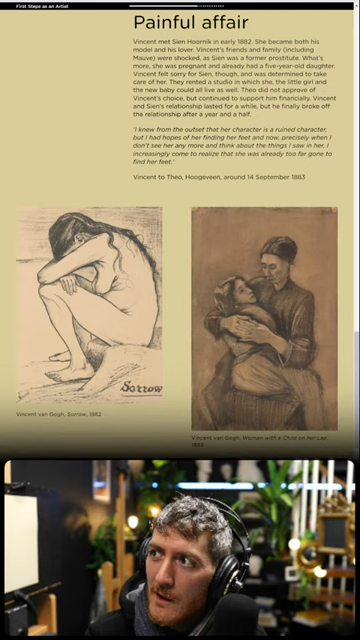 First Steps as an Artist
Painful affair
Vincent met Sien Hoornik in early 1882. She became both his
model and his lover. Vincent's friends and family (including
Mauve) were shocked, as Sien was a former prostitute. What's
more, she was pregnant and already had a five-year-old daughter.
Vincent felt sorry for Sien, though, and was determined to take
care of her. They rented a studio in which she, the little girl and
the new baby could all live as well. Theo did not approve of
Vincent's choice, but continued to support him financially. Vincent
and Sien's relationship lasted for a while, but he finally broke off
the relationship after a year and a half.
'I knew from the outset that her character is a ruined character,
but I had hopes of her finding her feet and now, precisely when I
don't see her any more and think about the things I saw in her, I
increasingly come to realize that she was already too far gone to
find her feet.'
Vincent to Theo, Hoogeveen, around 14 September 1883
Sorrow
Vincent van Gogh, Sorrow, 1882
Vincent van Gogh, Woman with a Child on her Lap,
1883